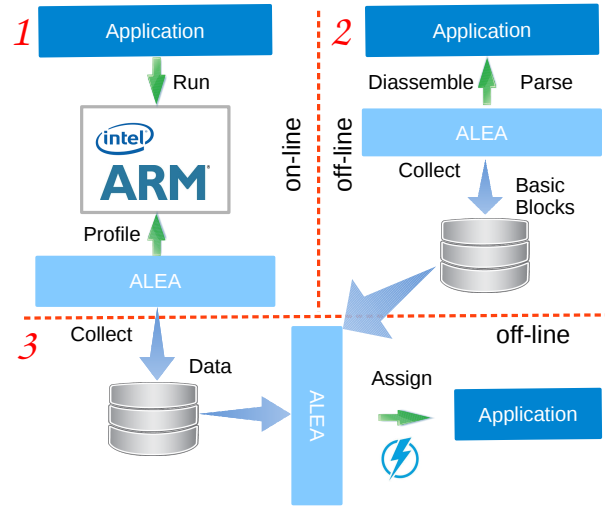 1
Application
Run
intel
ARM
Profile
ALEA
on-line
2
Application
Diassemble
Parse
ALEA
off-line
Collect
Basic
Blocks
3
Collect
Data
ALEA
off-line
Assign
Application